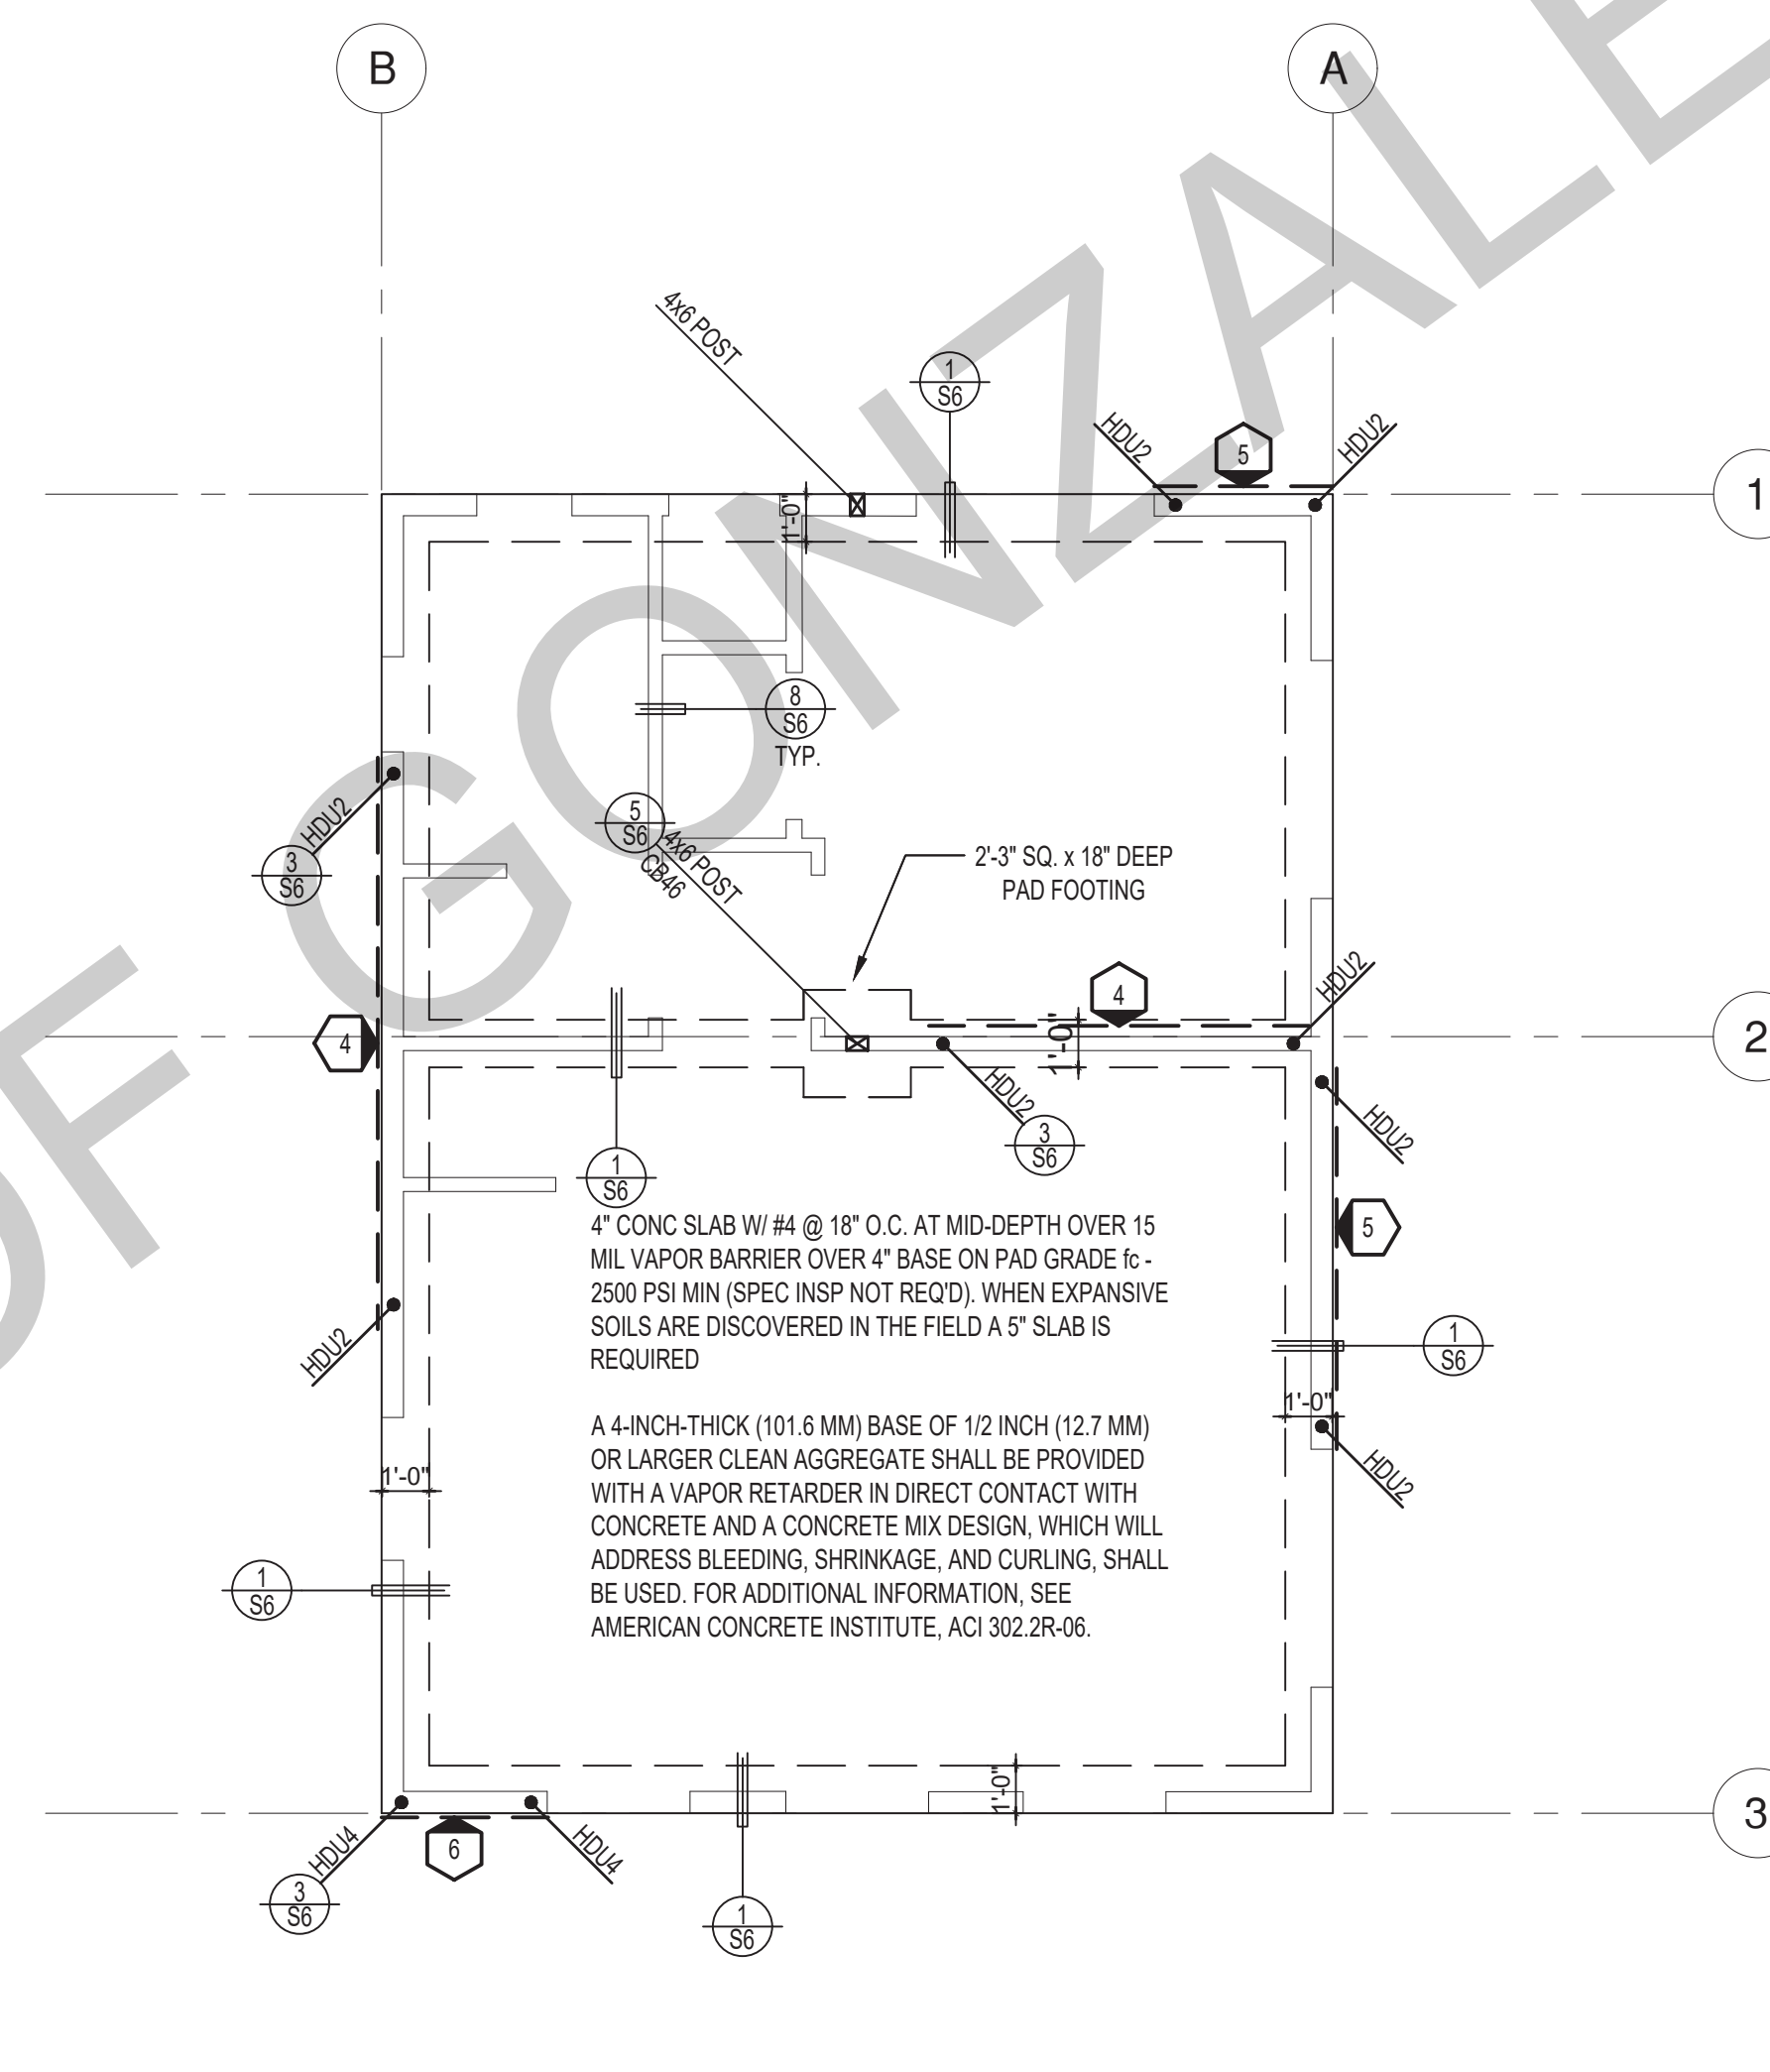 B
A
4x6 POST
1
S6
HDU2
5
HDU2
1
1'-0"
8
S6
TYP.
HDU2
3
S6
5
S6
4x6 POST
CB46
2'-3" SQ. x 18" DEEP
PAD FOOTING
4
HDU2
4
2
1'-0"
HDU2
3
S6
HDU2
1
S6
5
4" CONC SLAB W/ #4 @ 18" O.C. AT MID-DEPTH OVER 15
MIL VAPOR BARRIER OVER 4" BASE ON PAD GRADE fc -
2500 PSI MIN (SPEC INSP NOT REQ'D). WHEN EXPANSIVE
SOILS ARE DISCOVERED IN THE FIELD A 5" SLAB IS
REQUIRED
HDU2
1
S6
1'-0"
HDU2
A 4-INCH-THICK (101.6 MM) BASE OF 1/2 INCH (12.7 MM)
OR LARGER CLEAN AGGREGATE SHALL BE PROVIDED
WITH A VAPOR RETARDER IN DIRECT CONTACT WITH
CONCRETE AND A CONCRETE MIX DESIGN, WHICH WILL
ADDRESS BLEEDING, SHRINKAGE, AND CURLING, SHALL
BE USED. FOR ADDITIONAL INFORMATION, SEE
AMERICAN CONCRETE INSTITUTE, ACI 302.2R-06.
1'-0"
1
S6
1'-0"
3
HDU4
6
HDU4
3
S6
1
S6
OF GONZALE